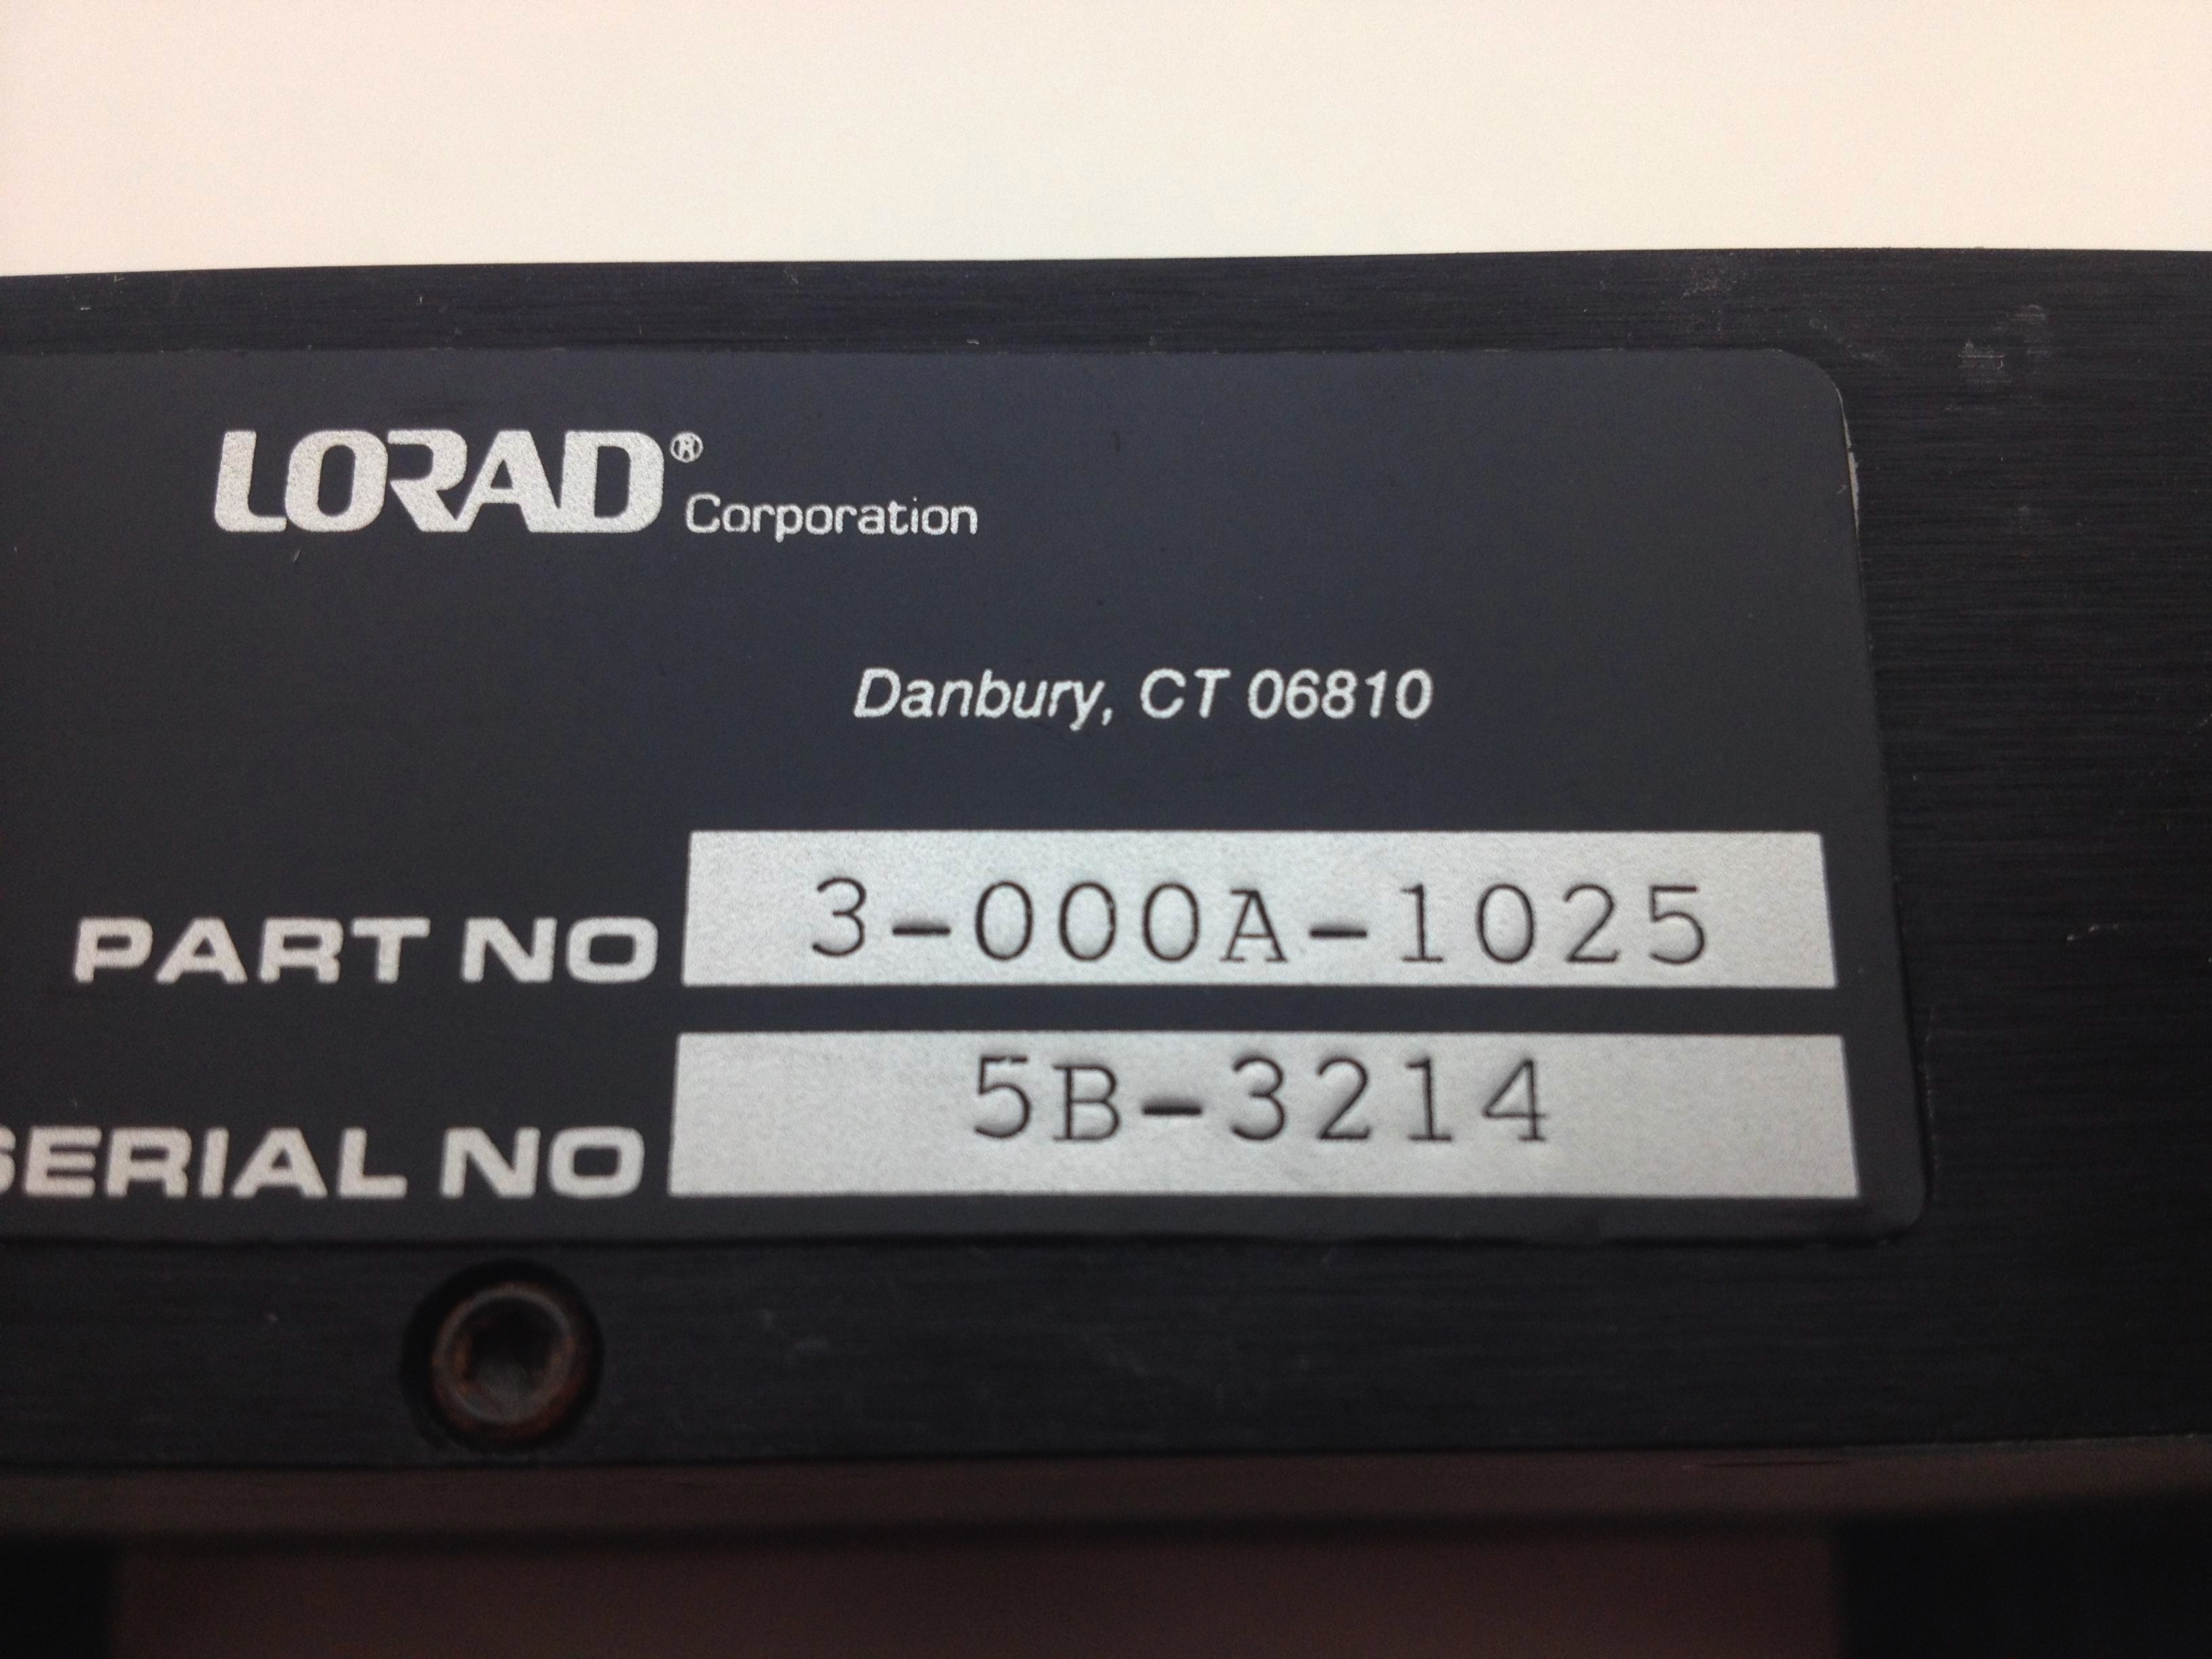 LORAD® Corporation
Danbury, CT 06810
PART NO 3-000A-1025
SERIAL NO 5B-3214